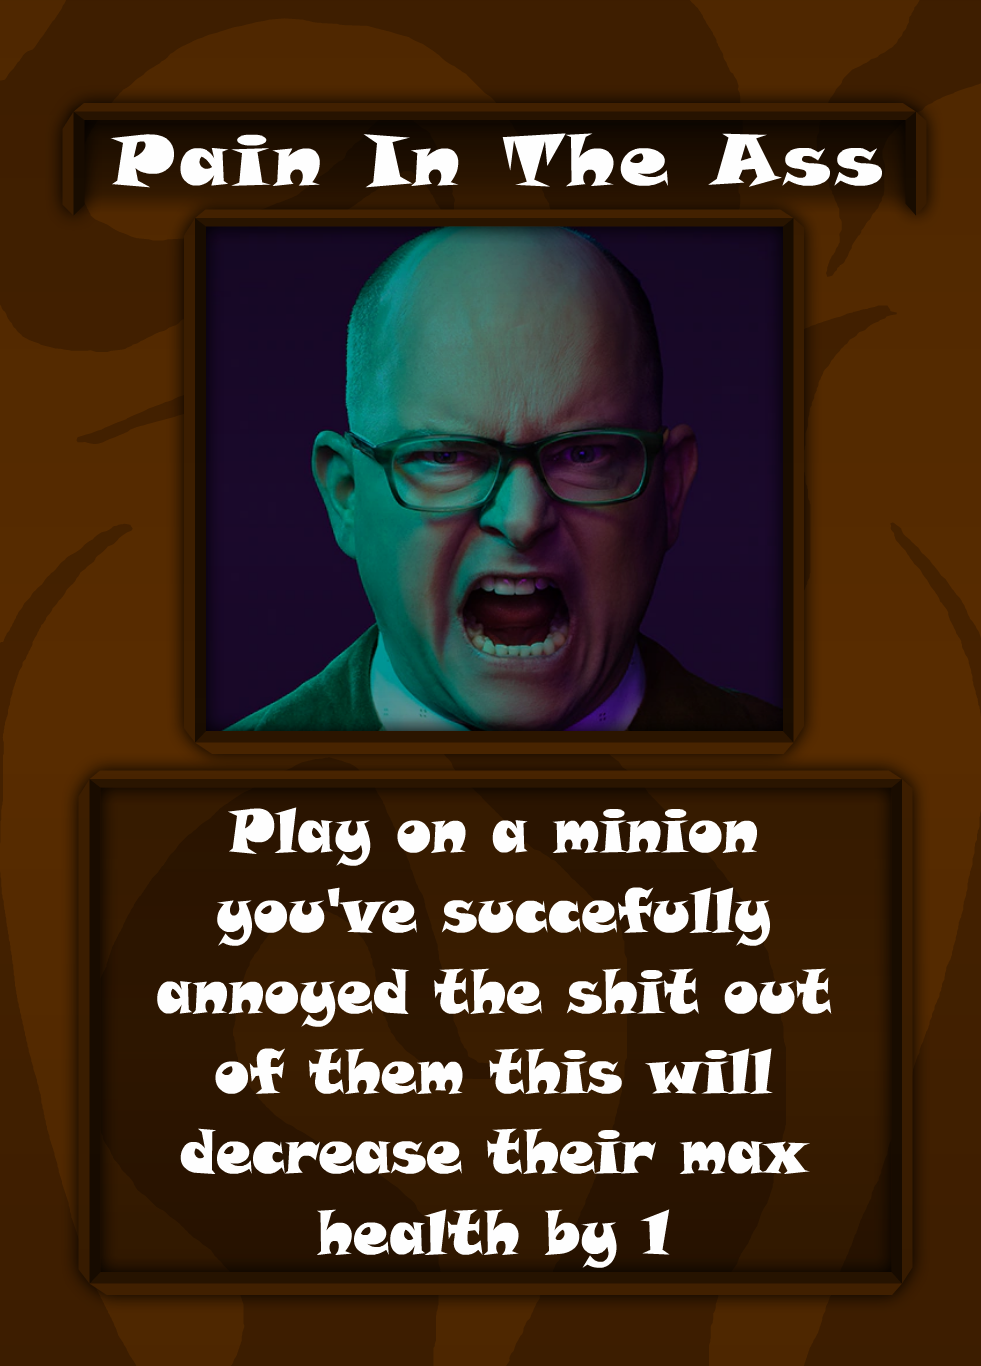 Pain In The Ass
Play on a minion
you've succefully
annoyed the shit out
of them this will
decrease their max
health by 1